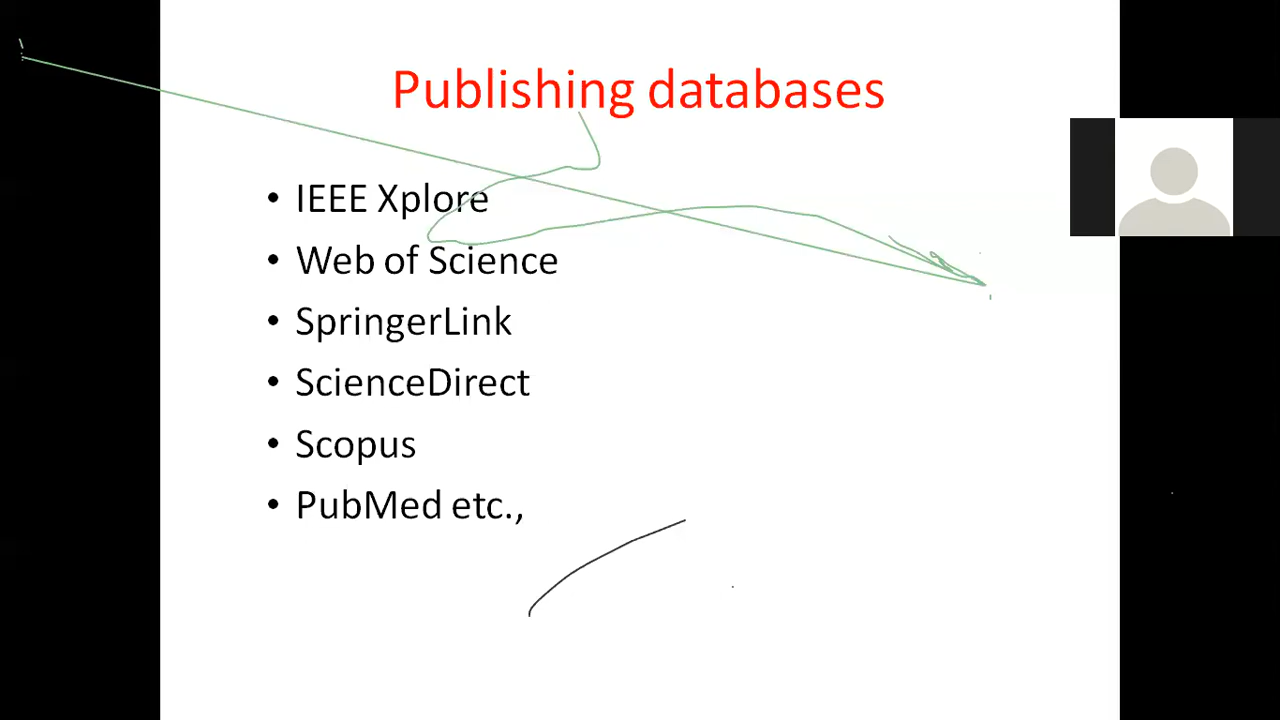 Publishing databases
• IEEE Xplore
• Web of Science
• SpringerLink
• ScienceDirect
• Scopus
• PubMed etc.,